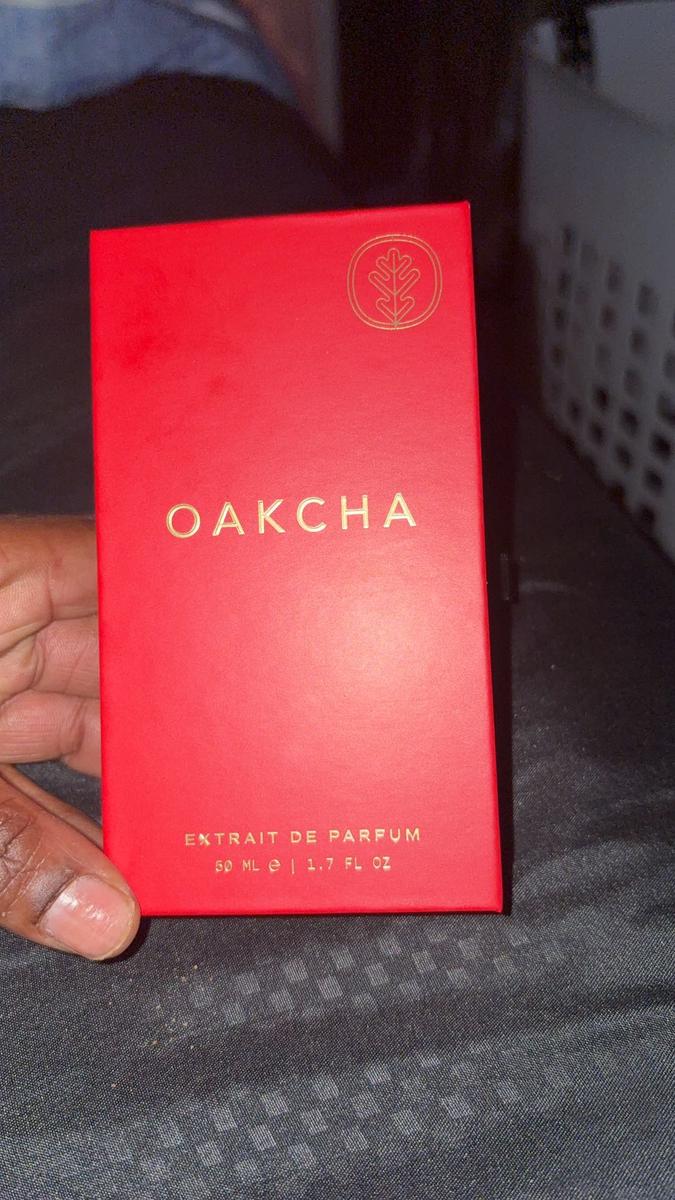 OAKCHA
EXTRAIT DE PARFUM
50 ML ℮ | 1.7 FL OZ